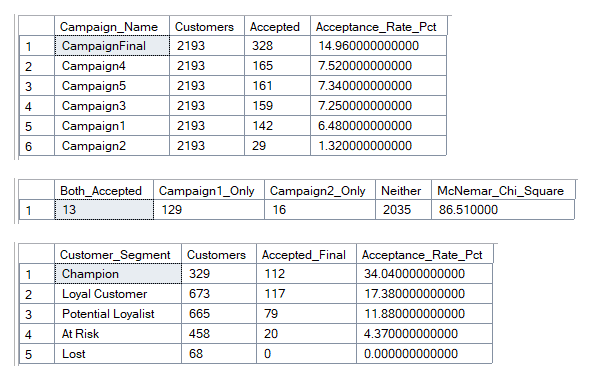 Campaign_Name Customers Accepted Acceptance_Rate_Pct
1 CampaignFinal 2193 328 14.960000000000
2 Campaign4 2193 165 7.520000000000
3 Campaign5 2193 161 7.340000000000
4 Campaign3 2193 159 7.250000000000
5 Campaign1 2193 142 6.480000000000
6 Campaign2 2193 29 1.320000000000
Both_Accepted Campaign1_Only Campaign2_Only Neither McNemar_Chi_Square
1 13 129 16 2035 86.510000
Customer_Segment Customers Accepted_Final Acceptance_Rate_Pct
1 Champion 329 112 34.040000000000
2 Loyal Customer 673 117 17.380000000000
3 Potential Loyalist 665 79 11.880000000000
4 At Risk 458 20 4.370000000000
5 Lost 68 0 0.000000000000